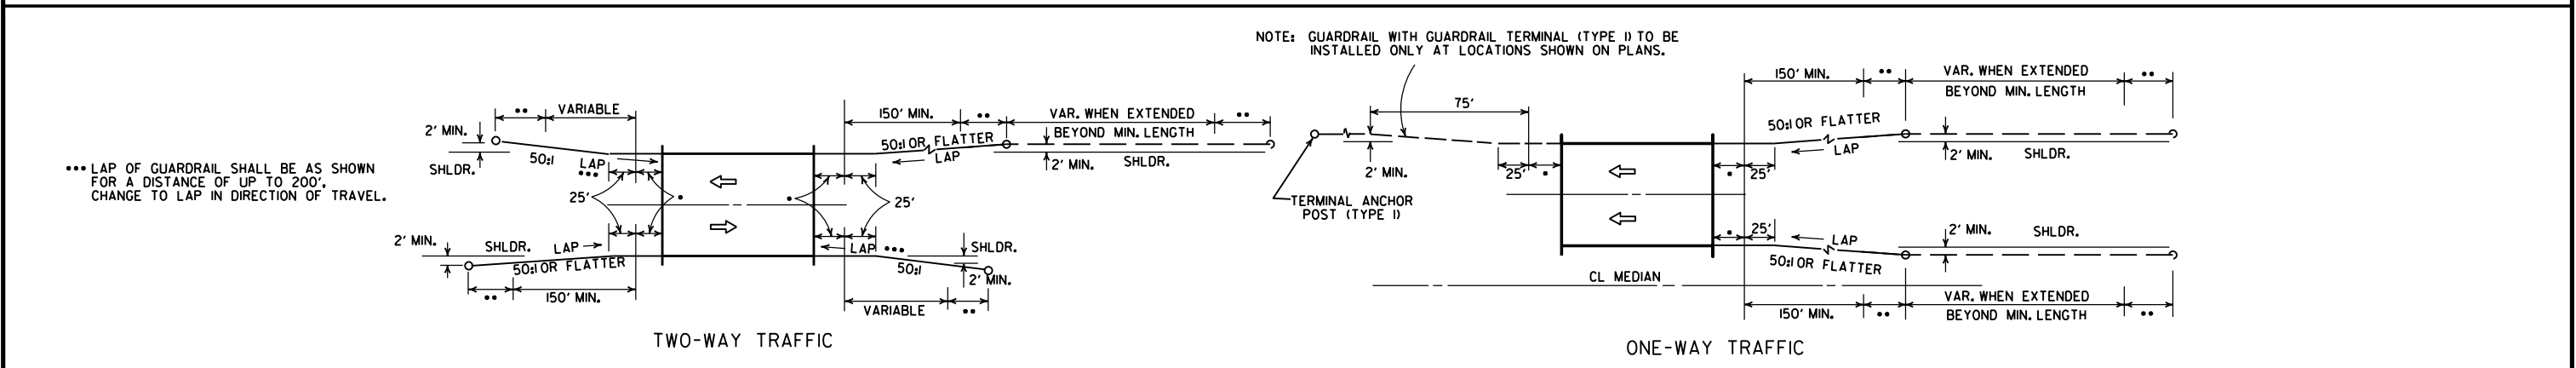 NOTE: GUARDRAIL WITH GUARDRAIL TERMINAL (TYPE I) TO BE
INSTALLED ONLY AT LOCATIONS SHOWN ON PLANS.
••• LAP OF GUARDRAIL SHALL BE AS SHOWN
FOR A DISTANCE OF UP TO 200'.
CHANGE TO LAP IN DIRECTION OF TRAVEL.
•• VARIABLE
2' MIN.
SHLDR.
50:1
LAP
•••
25'
•
150' MIN. •• VAR. WHEN EXTENDED ••
BEYOND MIN. LENGTH
50:1 OR FLATTER
LAP
2' MIN. SHLDR.
•
25'
2' MIN. SHLDR. LAP
50:1 OR FLATTER
•• 150' MIN.
LAP ••• SHLDR.
50:1
2' MIN.
VARIABLE ••
TWO-WAY TRAFFIC
75'
2' MIN.
25' •
TERMINAL ANCHOR
POST (TYPE I)
150' MIN. •• VAR. WHEN EXTENDED ••
BEYOND MIN. LENGTH
50:1 OR FLATTER
LAP
2' MIN. SHLDR.
• 25'
• 25' LAP 2' MIN. SHLDR.
50:1 OR FLATTER
CL MEDIAN
150' MIN. •• VAR. WHEN EXTENDED ••
BEYOND MIN. LENGTH
ONE-WAY TRAFFIC